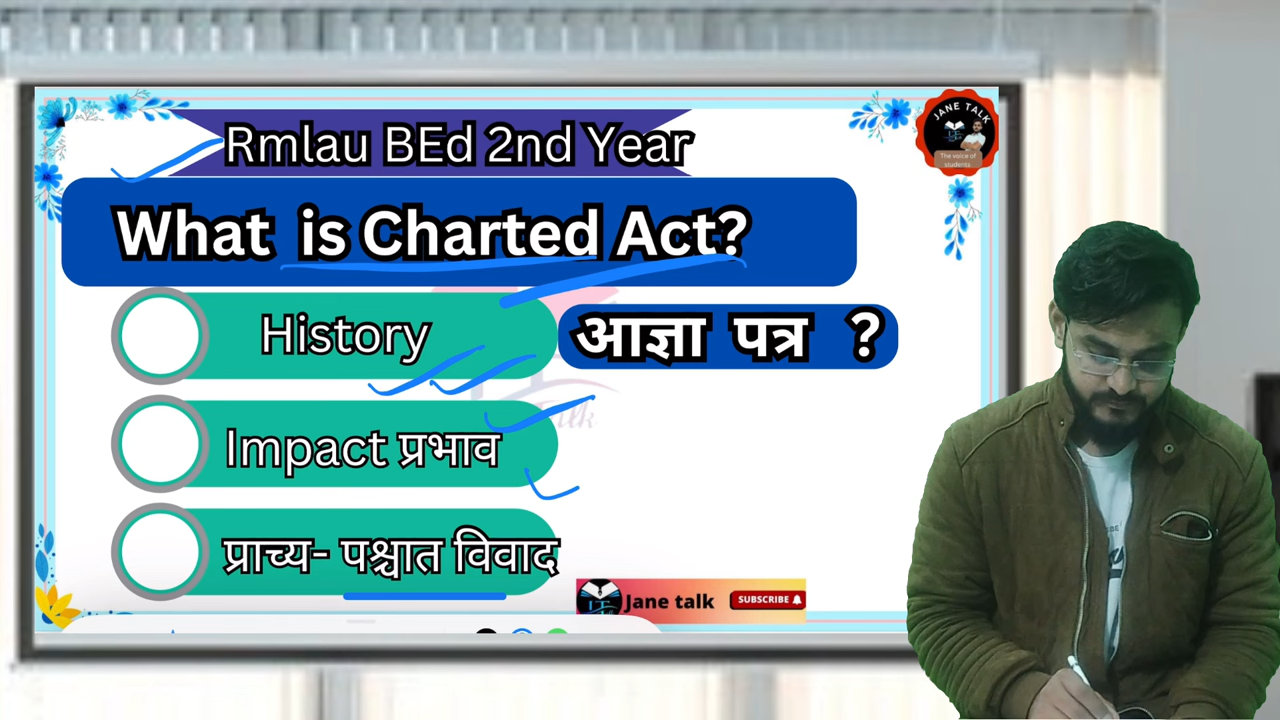 Rmlau BEd 2nd Year
JANE TALK
The voice of
students
What is Charted Act?
History
आज्ञा पत्र ?
Impact प्रभाव
प्राच्य- पश्चात विवाद
Jane talk
SUBSCRIBE